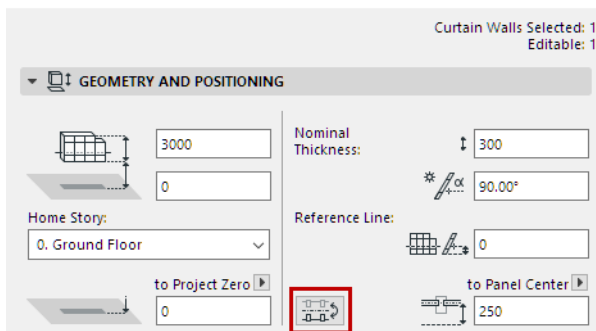 Curtain Walls Selected: 1
Editable: 1
GEOMETRY AND POSITIONING
3000
0
Home Story:
0. Ground Floor
to Project Zero
0
Nominal
Thickness:
300
α
90.00°
Reference Line:
0
to Panel Center
250